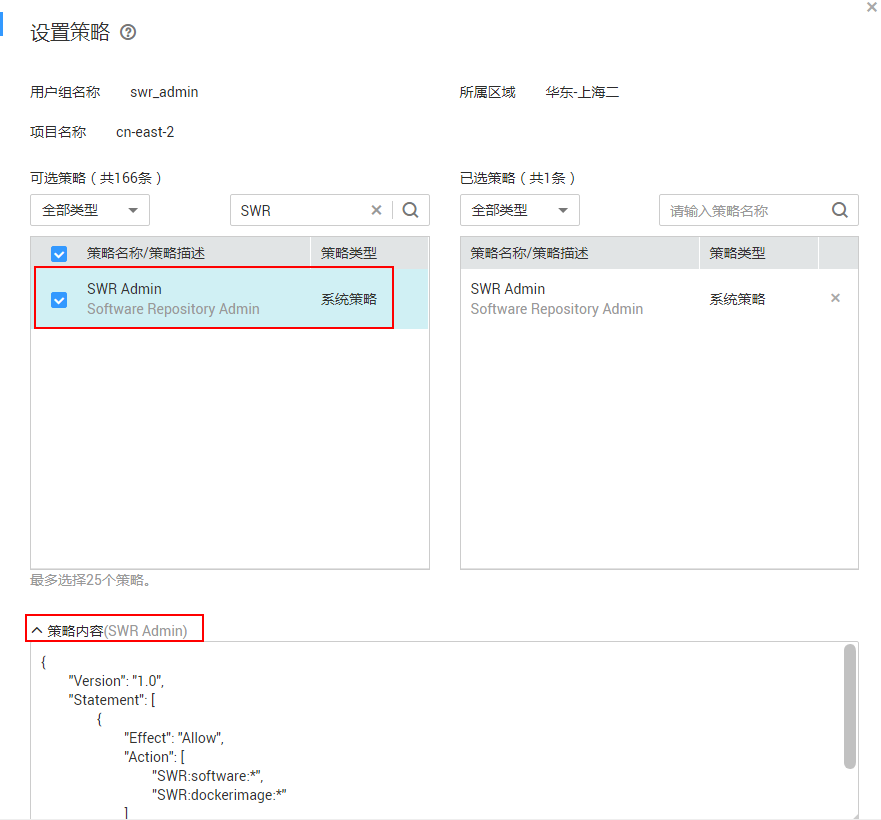 设置策略 ?
用户组名称 swr_admin 所属区域 华东-上海二
项目名称 cn-east-2
可选策略（共166条）
全部类型 SWR
策略名称/策略描述 策略类型
SWR Admin
Software Repository Admin 系统策略
最多选择25个策略。
已选策略（共1条）
全部类型 请输入策略名称
策略名称/策略描述 策略类型
SWR Admin
Software Repository Admin 系统策略
策略内容(SWR Admin)
{
"Version": "1.0",
"Statement": [
{
"Effect": "Allow",
"Action": [
"SWR:software:*",
"SWR:dockerimage:*"
]